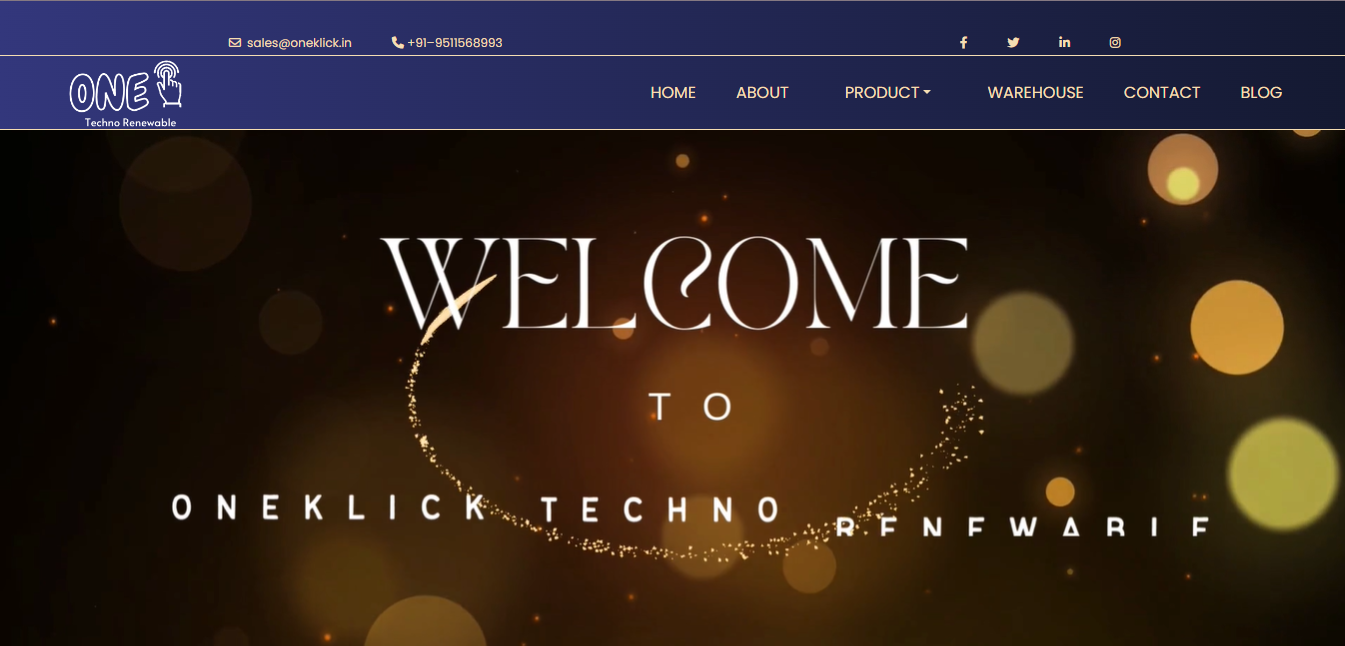 sales@oneklick.in +91-9511568993
ONE
Techno Renewable
HOME ABOUT PRODUCT WAREHOUSE CONTACT BLOG
WELCOME
TO
ONEKLICK TECHNO RENEWABLE